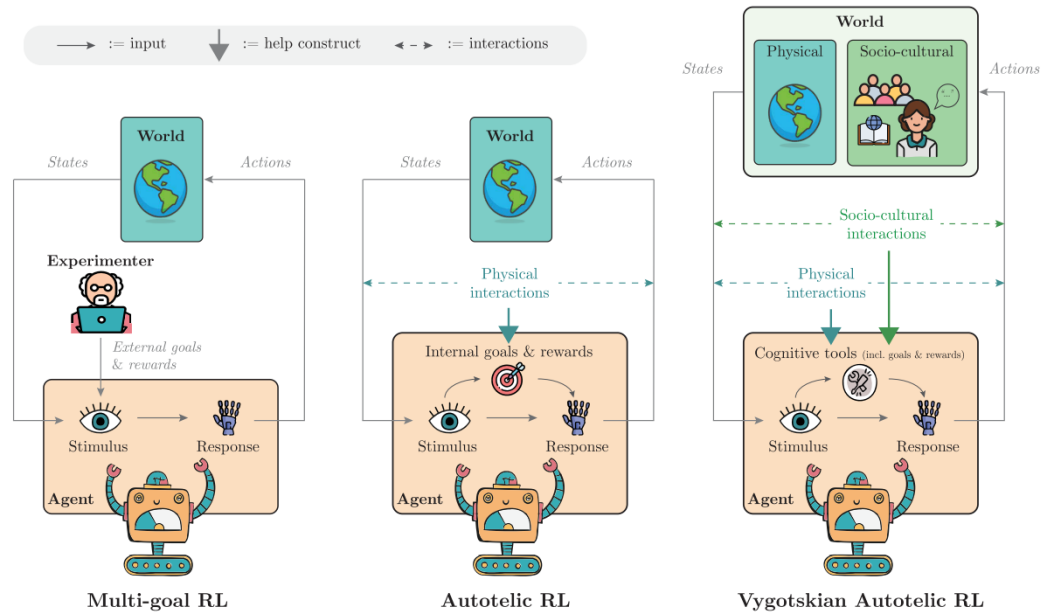 := input
:= help construct
:= interactions
World
States
Actions
Experimenter
External goals
& rewards
Stimulus
Response
Agent
Multi-goal RL
World
States
Actions
Physical
interactions
Internal goals & rewards
Stimulus
Response
Agent
Autotelic RL
World
Physical
Socio-cultural
States
Actions
Socio-cultural
interactions
Physical
interactions
Cognitive tools (incl. goals & rewards)
Stimulus
Response
Agent
Vygotskian Autotelic RL